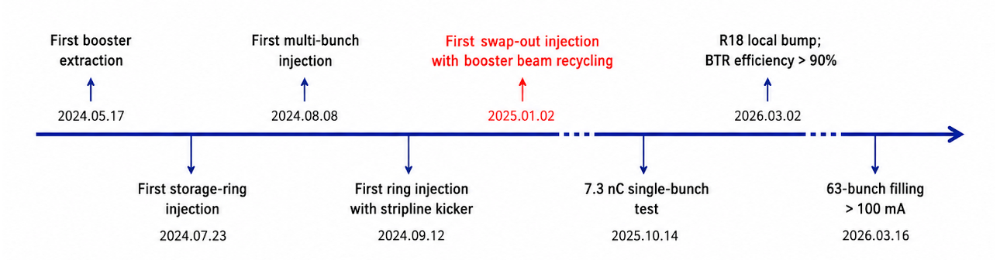 First booster
extraction
2024.05.17
First multi-bunch
injection
2024.08.08
First swap-out injection
with booster beam recycling
2025.01.02
R18 local bump;
BTR efficiency > 90%
2026.03.02
First storage-ring
injection
2024.07.23
First ring injection
with stripline kicker
2024.09.12
7.3 nC single-bunch
test
2025.10.14
63-bunch filling
> 100 mA
2026.03.16